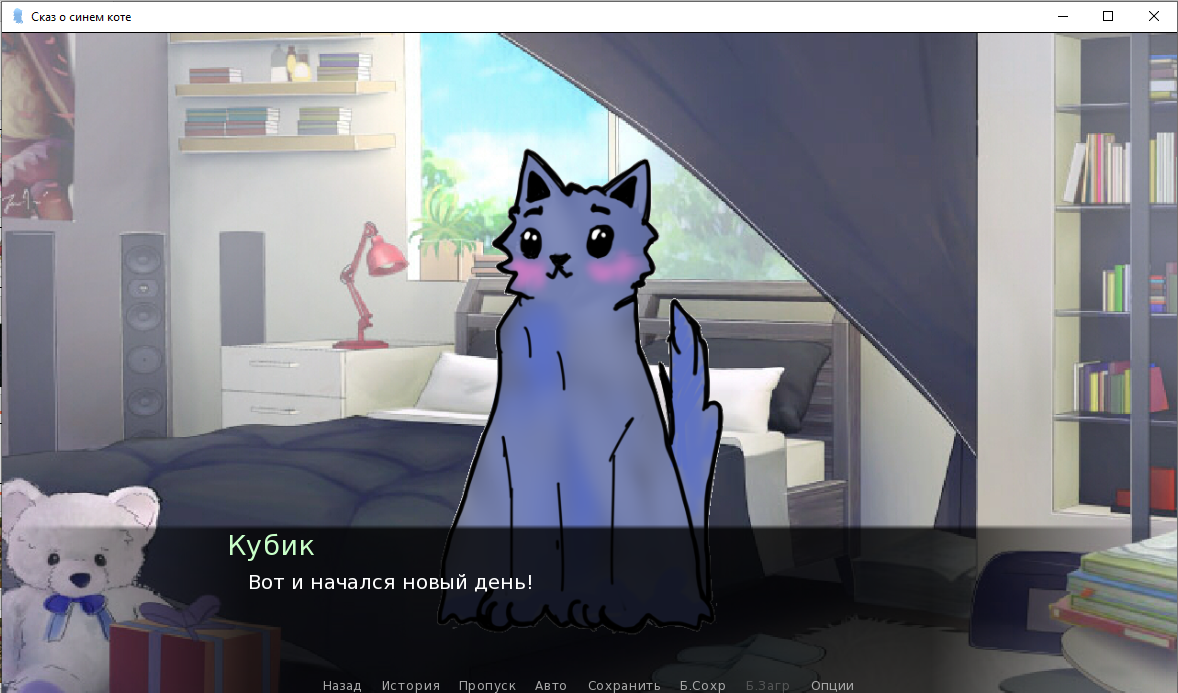 Сказ о синем коте
Кубик
Вот и начался новый день!
Назад История Пропуск Авто Сохранить Б.Сохр Б.Загр Опции